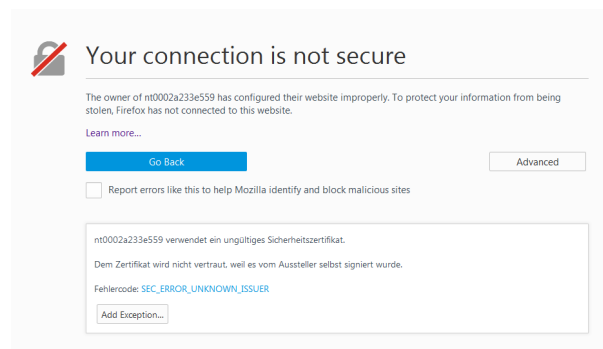 Your connection is not secure
The owner of nt0002a233e559 has configured their website improperly. To protect your information from being
stolen, Firefox has not connected to this website.
Learn more...
Go Back
Advanced
Report errors like this to help Mozilla identify and block malicious sites
nt0002a233e559 verwendet ein ungültiges Sicherheitszertifikat.
Dem Zertifikat wird nicht vertraut, weil es vom Aussteller selbst signiert wurde.
Fehlercode: SEC_ERROR_UNKNOWN_ISSUER
Add Exception...